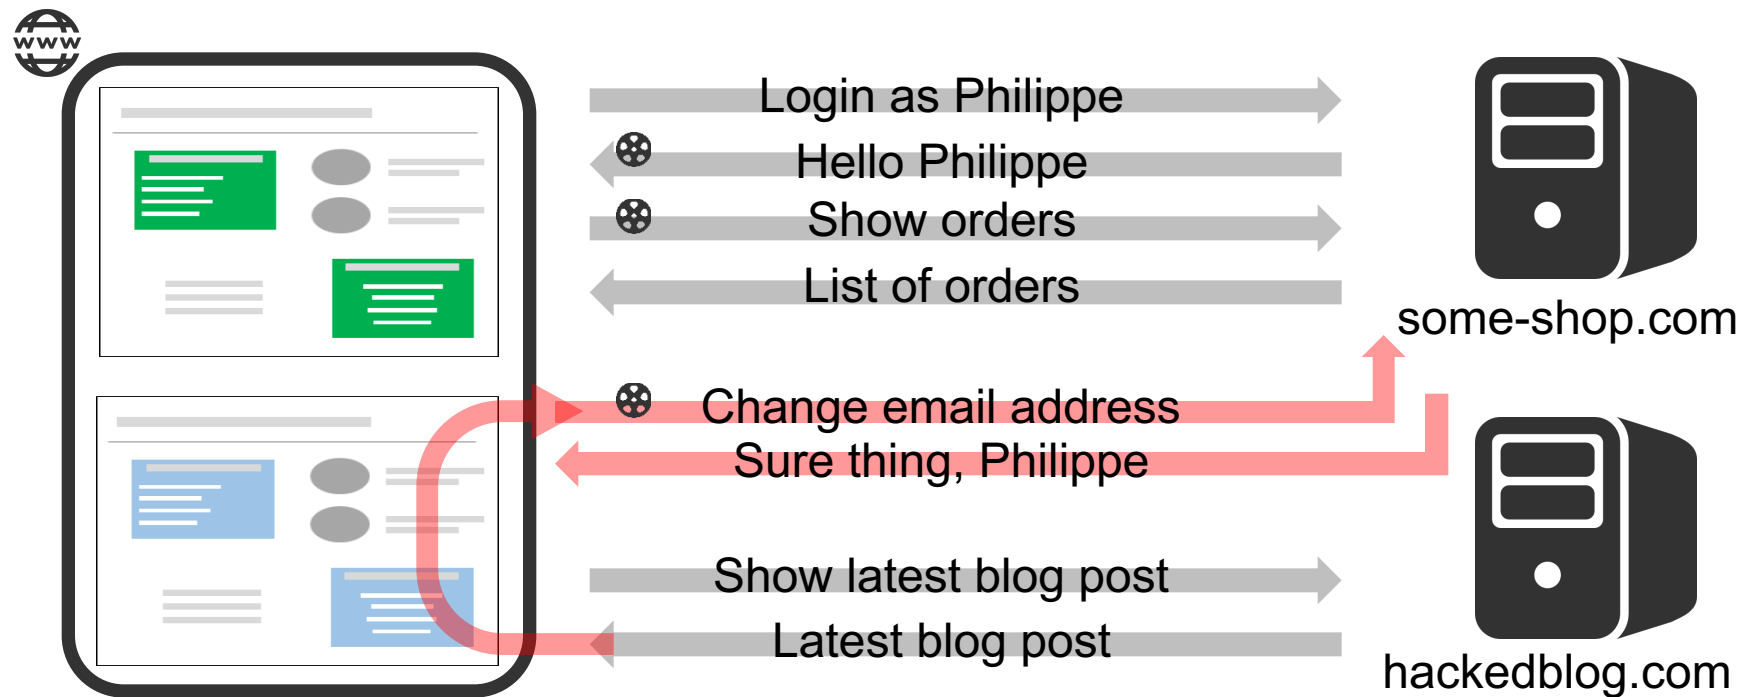 WWW
Login as Philippe
Hello Philippe
Show orders
List of orders
some-shop.com
Change email address
Sure thing, Philippe
Show latest blog post
Latest blog post
hackedblog.com